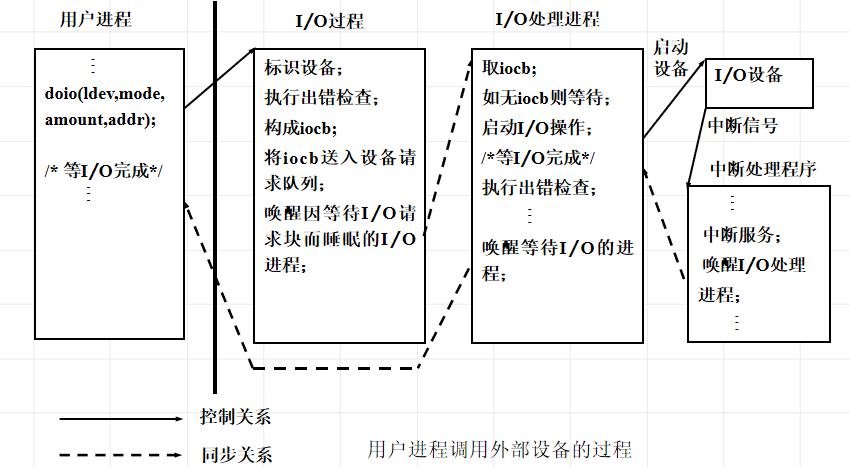 用户进程
⋮
doio(ldev,mode,
amount,addr);
/* 等I/O完成*/
⋮
I/O过程
标识设备；
执行出错检查；
构成iocb；
将iocb送入设备请
求队列；
唤醒因等待I/O请
求块而睡眠的I/O
进程；
I/O处理进程
取iocb；
如无iocb则等待；
启动I/O操作；
/*等I/O完成*/
执行出错检查；
⋮
唤醒等待I/O的进
程；
启动
设备
I/O设备
中断信号
中断处理程序
⋮
中断服务；
唤醒I/O处理
进程；
⋮
控制关系
同步关系
用户进程调用外部设备的过程